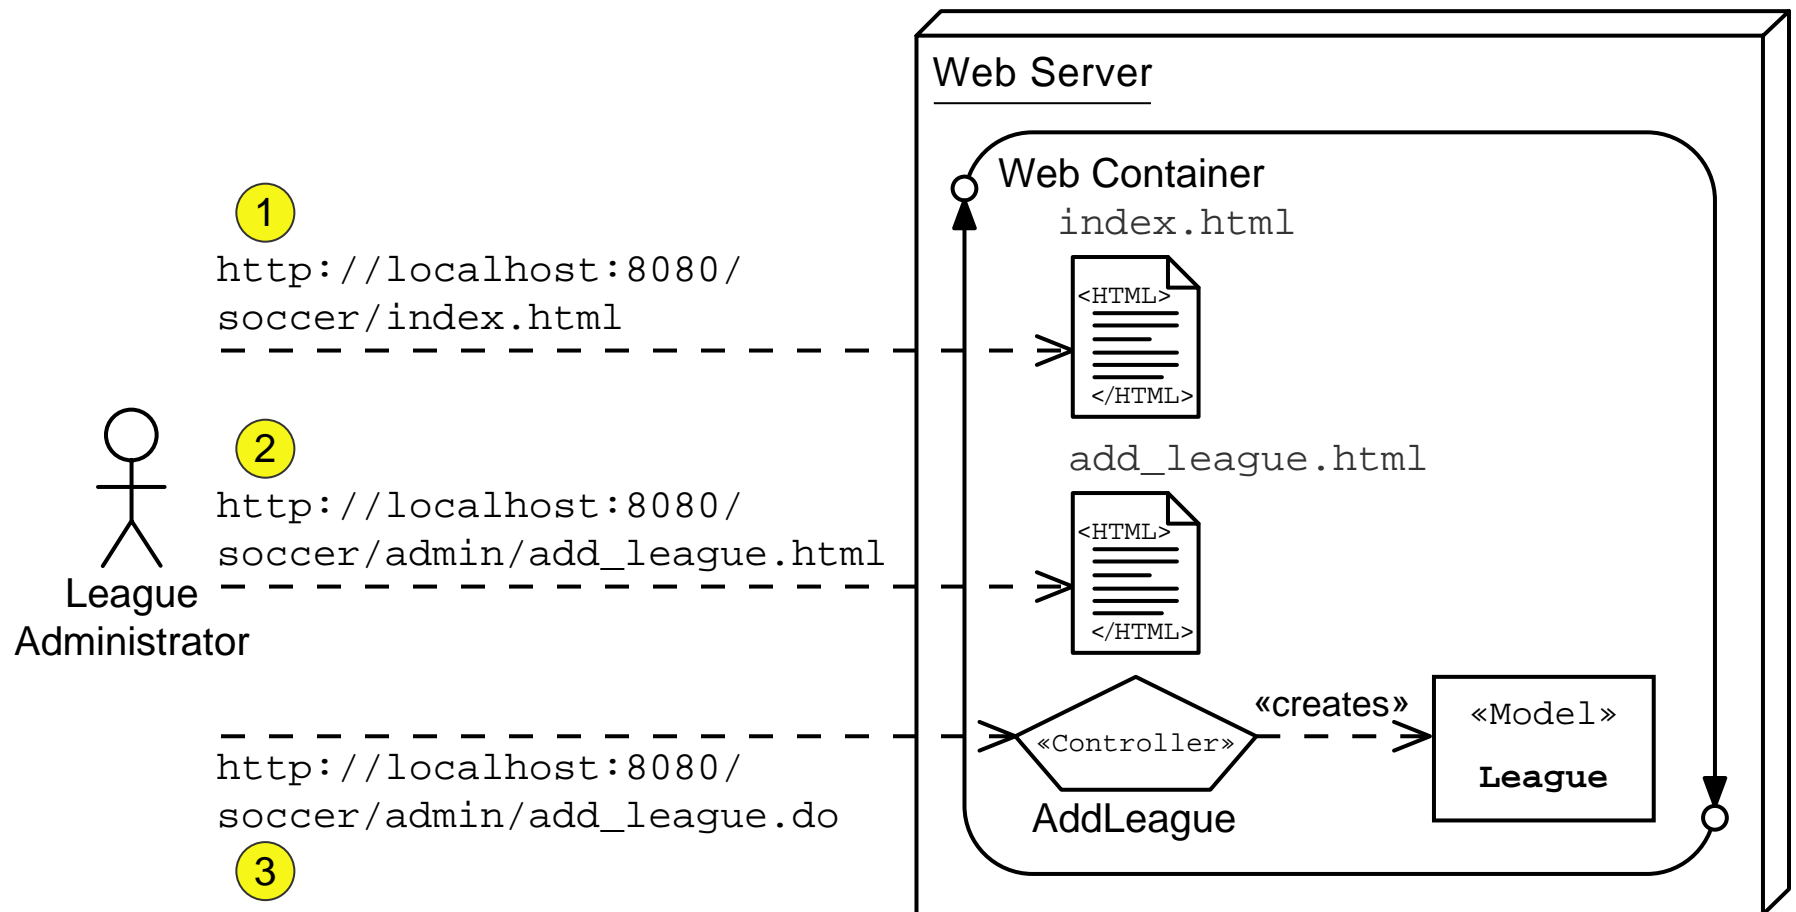 Web Server
Web Container
1
http://localhost:8080/
soccer/index.html
index.html
<HTML>
</HTML>
2
http://localhost:8080/
soccer/admin/add_league.html
add_league.html
<HTML>
</HTML>
League
Administrator
http://localhost:8080/
soccer/admin/add_league.do
3
«Controller»
AddLeague
«creates»
«Model»
League